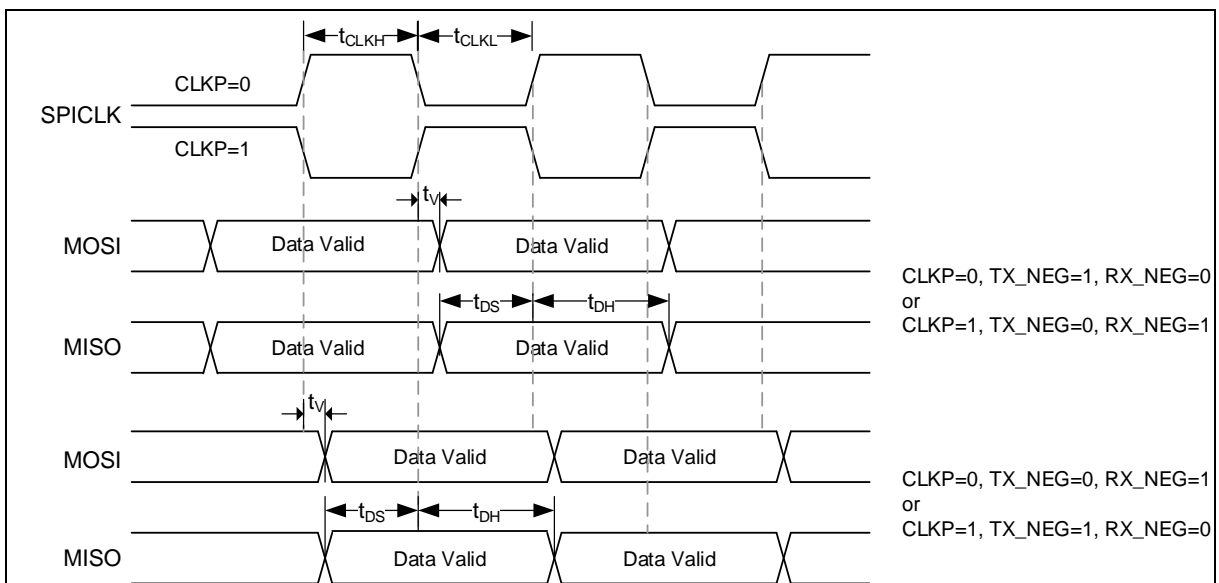 tCLKH tCLKL
CLKP=0
SPICLK
CLKP=1
tV
MOSI Data Valid Data Valid
CLKP=0, TX_NEG=1, RX_NEG=0
or
CLKP=1, TX_NEG=0, RX_NEG=1
tDS tDH
MISO Data Valid Data Valid
tV
MOSI Data Valid Data Valid
CLKP=0, TX_NEG=0, RX_NEG=1
or
CLKP=1, TX_NEG=1, RX_NEG=0
tDS tDH
MISO Data Valid Data Valid